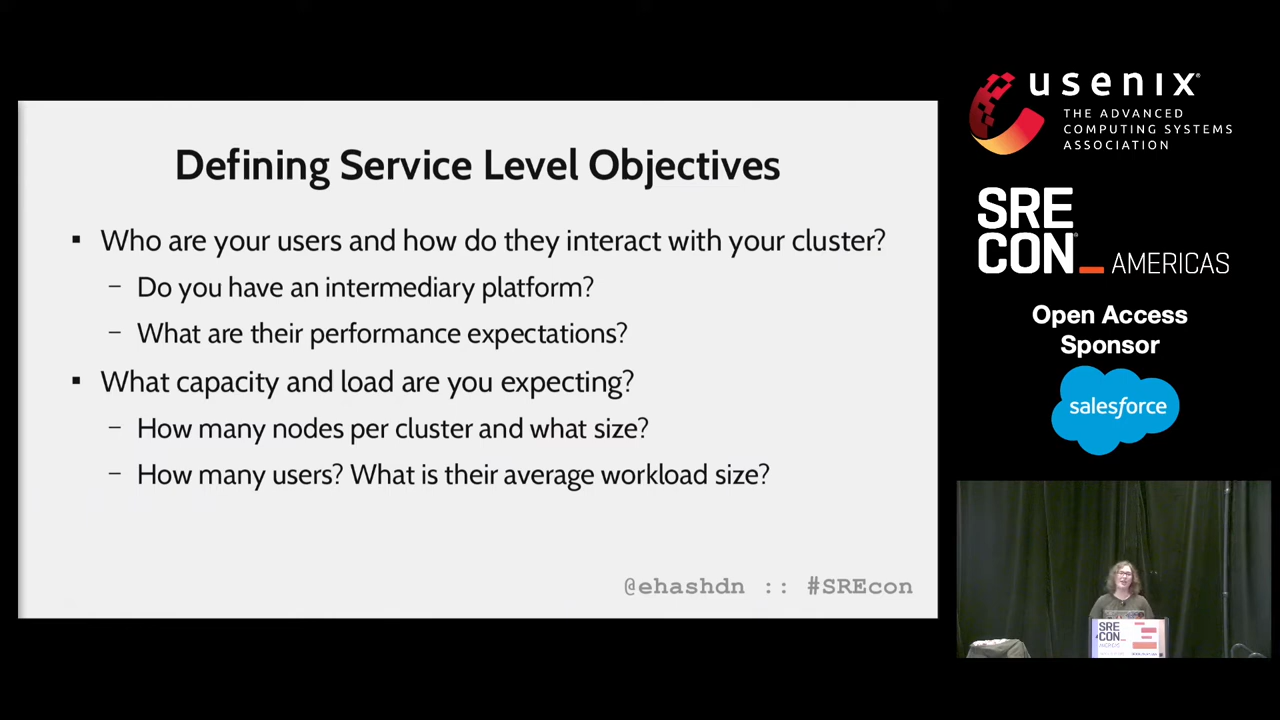 Defining Service Level Objectives
▪ Who are your users and how do they interact with your cluster?
– Do you have an intermediary platform?
– What are their performance expectations?
▪ What capacity and load are you expecting?
– How many nodes per cluster and what size?
– How many users? What is their average workload size?
@ehashdn :: #SREcon
usenix®
THE ADVANCED
COMPUTING SYSTEMS
ASSOCIATION
SRE
CON_ AMERICAS
Open Access
Sponsor
salesforce
SRE
CON_